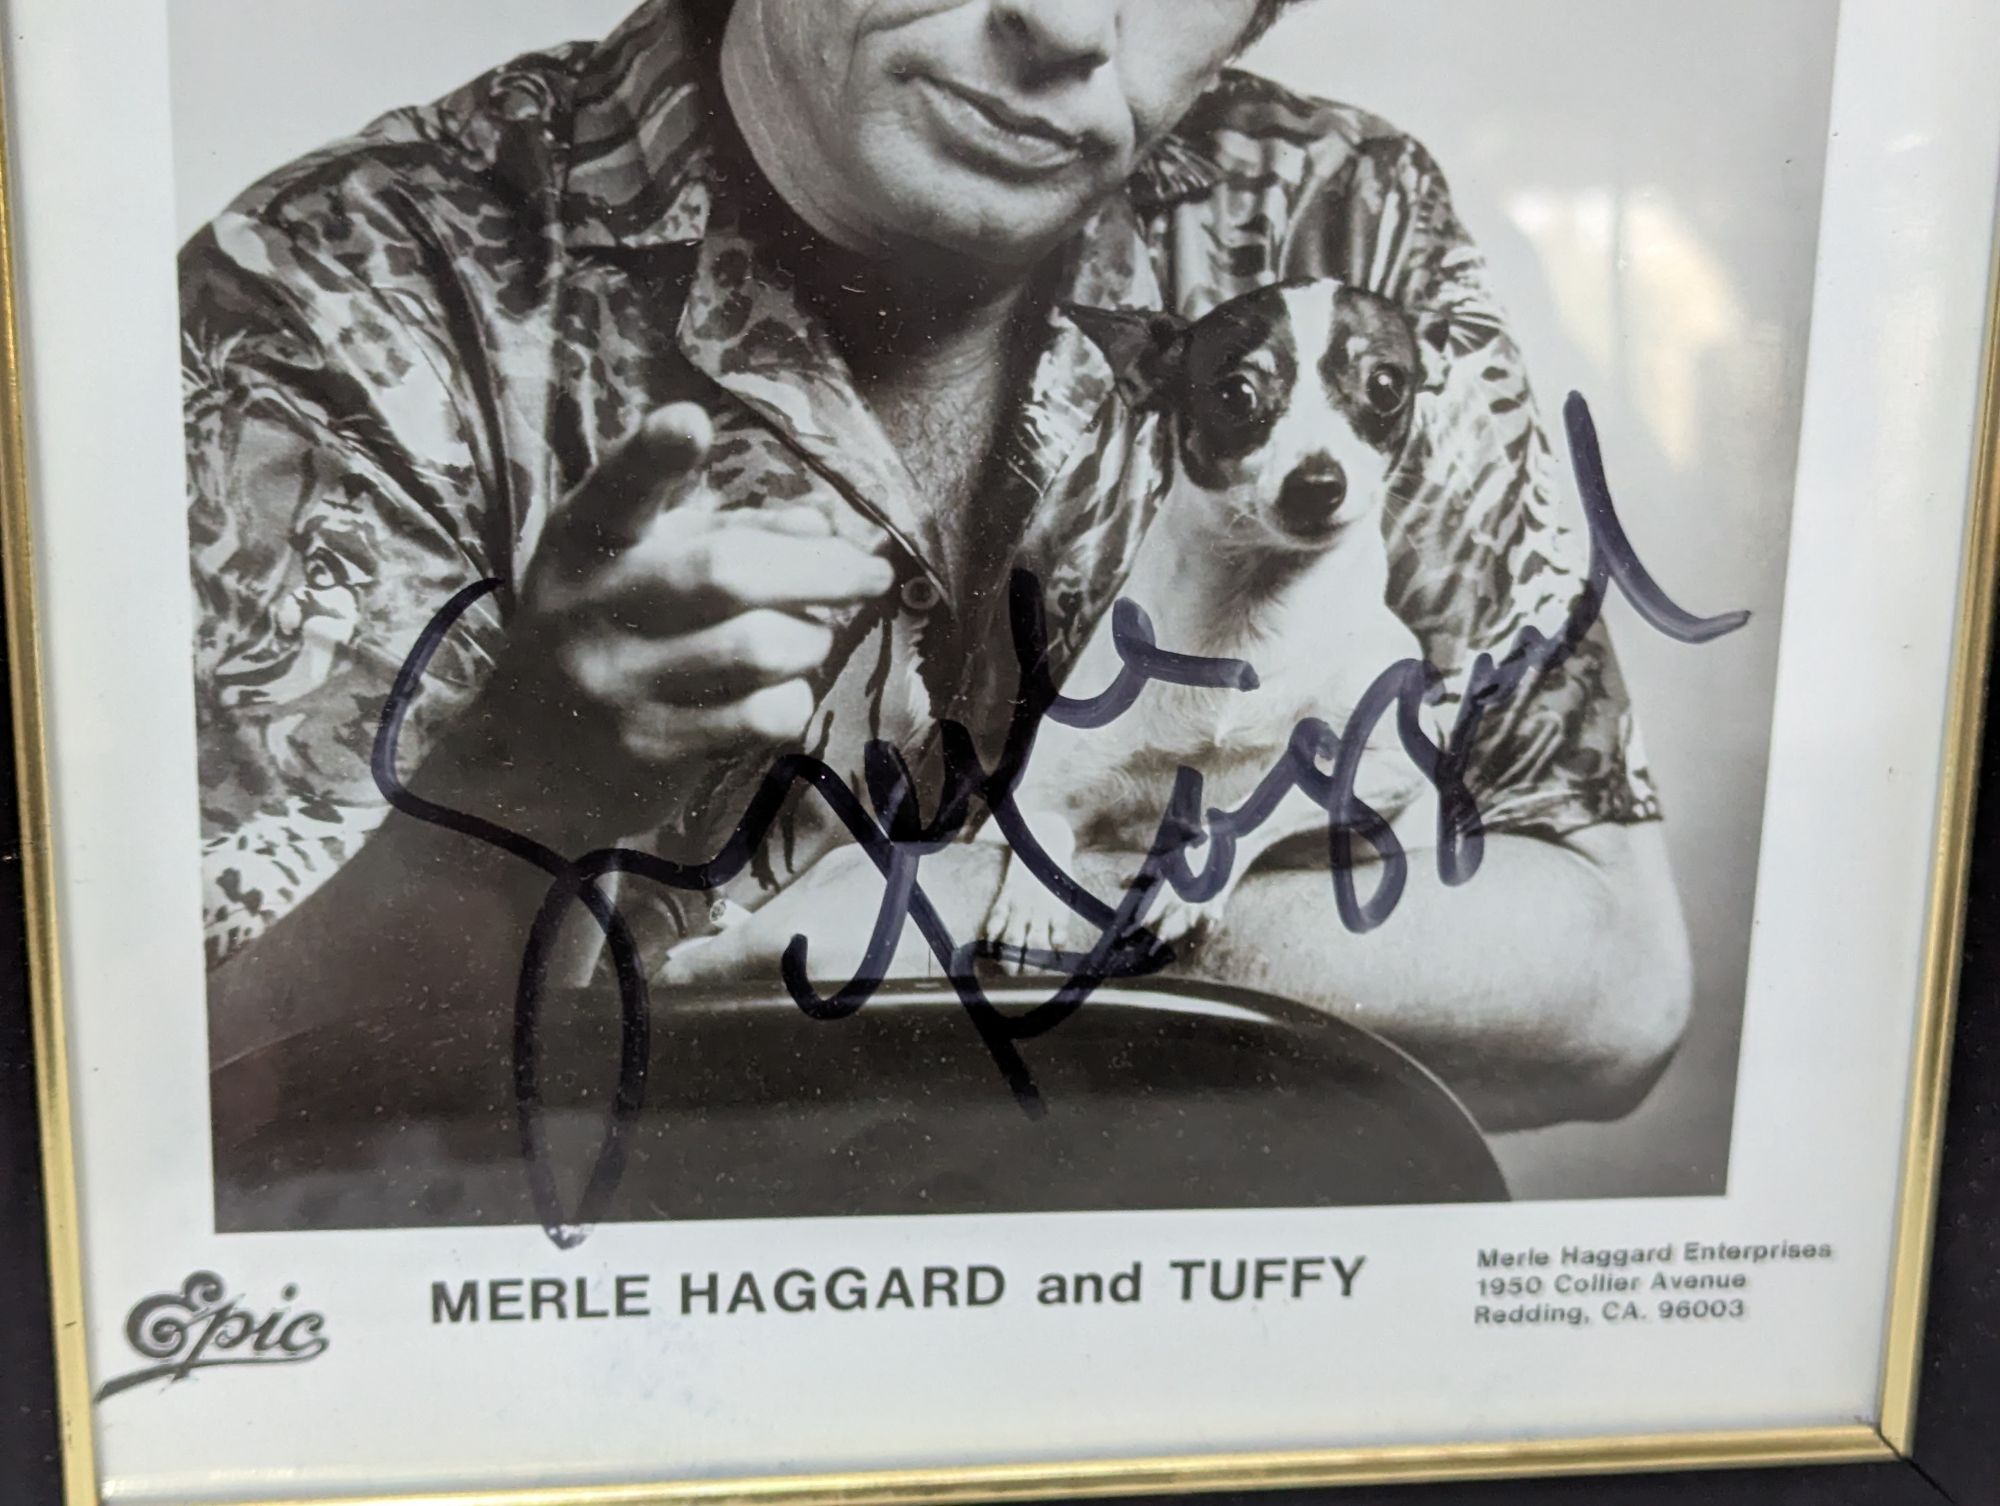 Merle Haggard
Epic
MERLE HAGGARD and TUFFY
Merle Haggard Enterprises
1950 Collier Avenue
Redding, CA. 96003